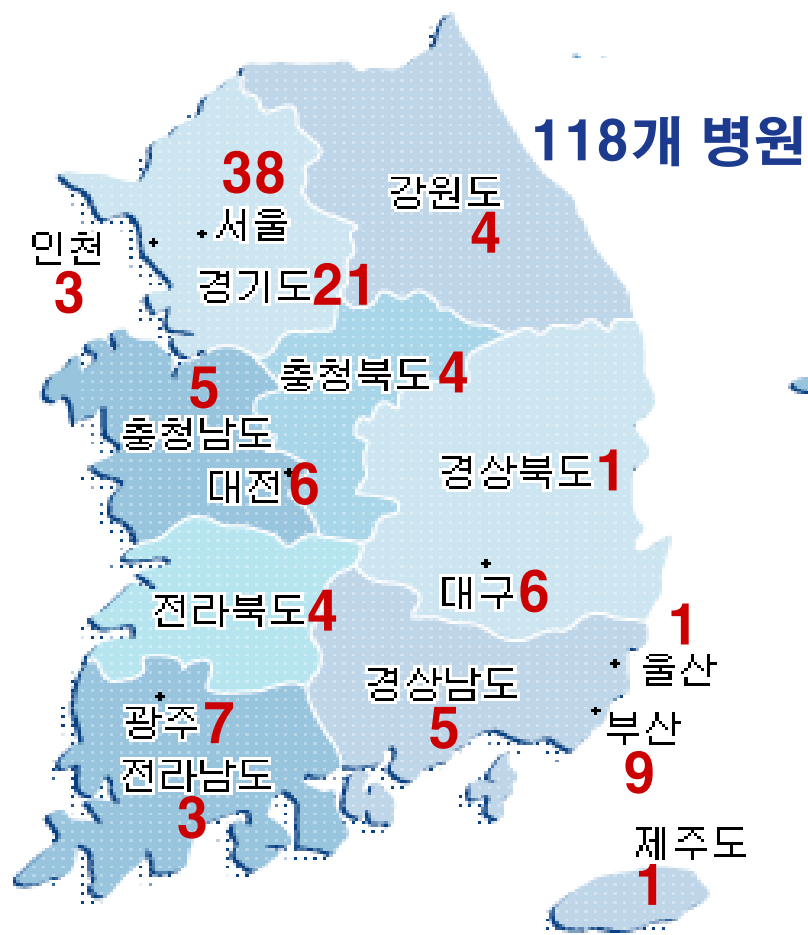 118개 병원
38
서울
강원도
4
인천
3
경기도21
충청북도4
5
충청남도
대전6
경상북도1
대구6
전라북도4
1
울산
경상남도
5
광주7
부산
9
전라남도
3
제주도
1